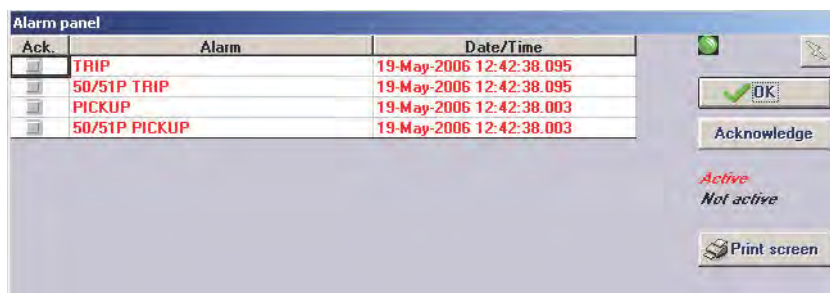 Alarm panel
Ack. Alarm Date/Time
TRIP 19-May-2006 12:42:38.095
50/51P TRIP 19-May-2006 12:42:38.095
PICKUP 19-May-2006 12:42:38.003
50/51P PICKUP 19-May-2006 12:42:38.003
OK
Acknowledge
Active
Not active
Print screen